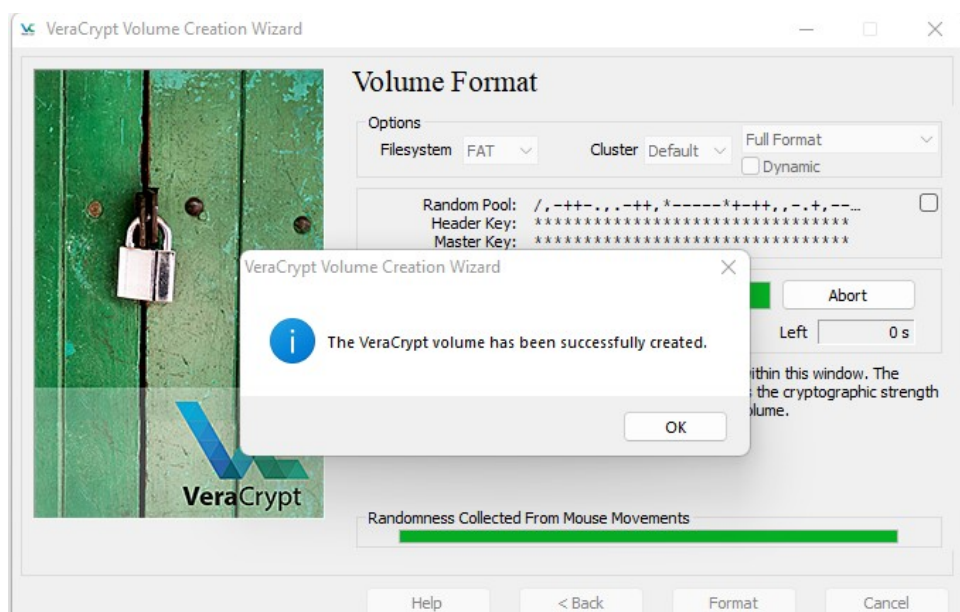 VeraCrypt Volume Creation Wizard
Volume Format
Options
Filesystem FAT Cluster Default Full Format
Dynamic
Random Pool: /,-+++-.,.-++,*-----*+-++,,-.+,--...
Header Key: ********************************
Master Key: ********************************
VeraCrypt Volume Creation Wizard
The VeraCrypt volume has been successfully created.
OK
Abort
Left 0 s
within this window. The
the cryptographic strength
VeraCrypt
Randomness Collected From Mouse Movements
Help < Back Format Cancel